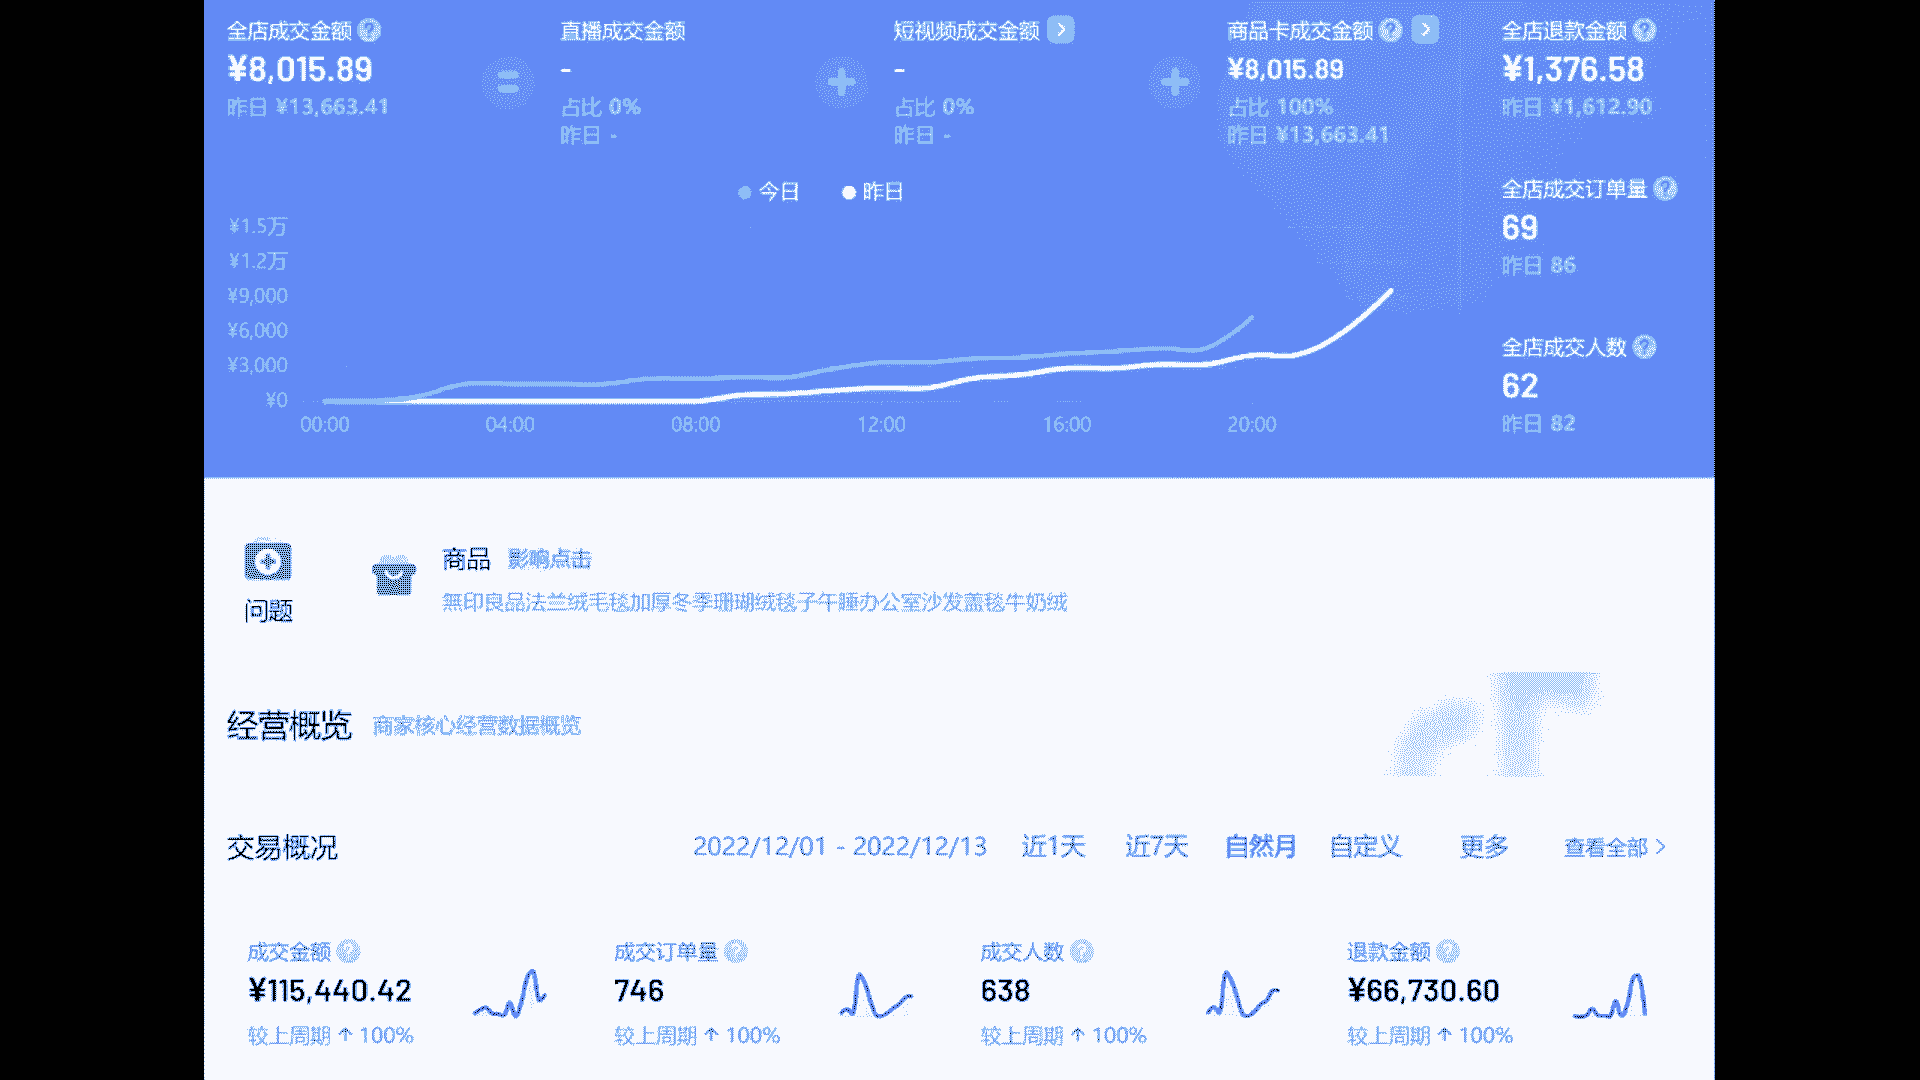 全店成交金额
¥8,015.89
昨日 ¥13,663.41
直播成交金额
-
占比 0%
昨日 -
短视频成交金额
-
占比 0%
昨日 -
商品卡成交金额
¥8,015.89
占比 100%
昨日 ¥13,663.41
全店退款金额
¥1,376.58
昨日 ¥1,612.90
今日 昨日
全店成交订单量
69
昨日 86
全店成交人数
62
昨日 82
¥1.5万
¥1.2万
¥9,000
¥6,000
¥3,000
¥0
00:00 04:00 08:00 12:00 16:00 20:00
问题
商品 影响点击
無印良品法兰绒毛毯加厚冬季珊瑚绒毯子午睡办公室沙发盖毯牛奶绒
经营概览 商家核心经营数据概览
交易概况 2022/12/01 - 2022/12/13 近1天 近7天 自然月 自定义 更多 查看全部 >
成交金额
¥115,440.42
较上周期 ↑ 100%
成交订单量
746
较上周期 ↑ 100%
成交人数
638
较上周期 ↑ 100%
退款金额
¥66,730.60
较上周期 ↑ 100%